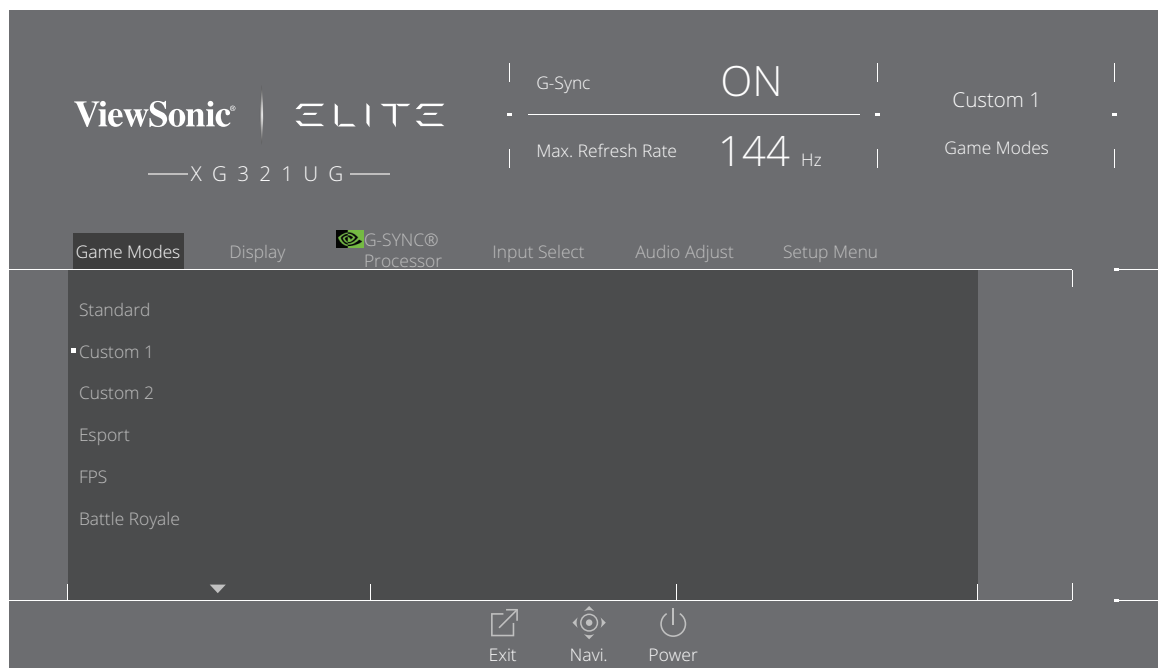 ViewSonic® ELITE
XG321UG
G-Sync ON
Max. Refresh Rate 144 Hz
Custom 1
Game Modes
Game Modes Display G-SYNC® Processor Input Select Audio Adjust Setup Menu
Standard
Custom 1
Custom 2
Esport
FPS
Battle Royale
Exit Navi. Power